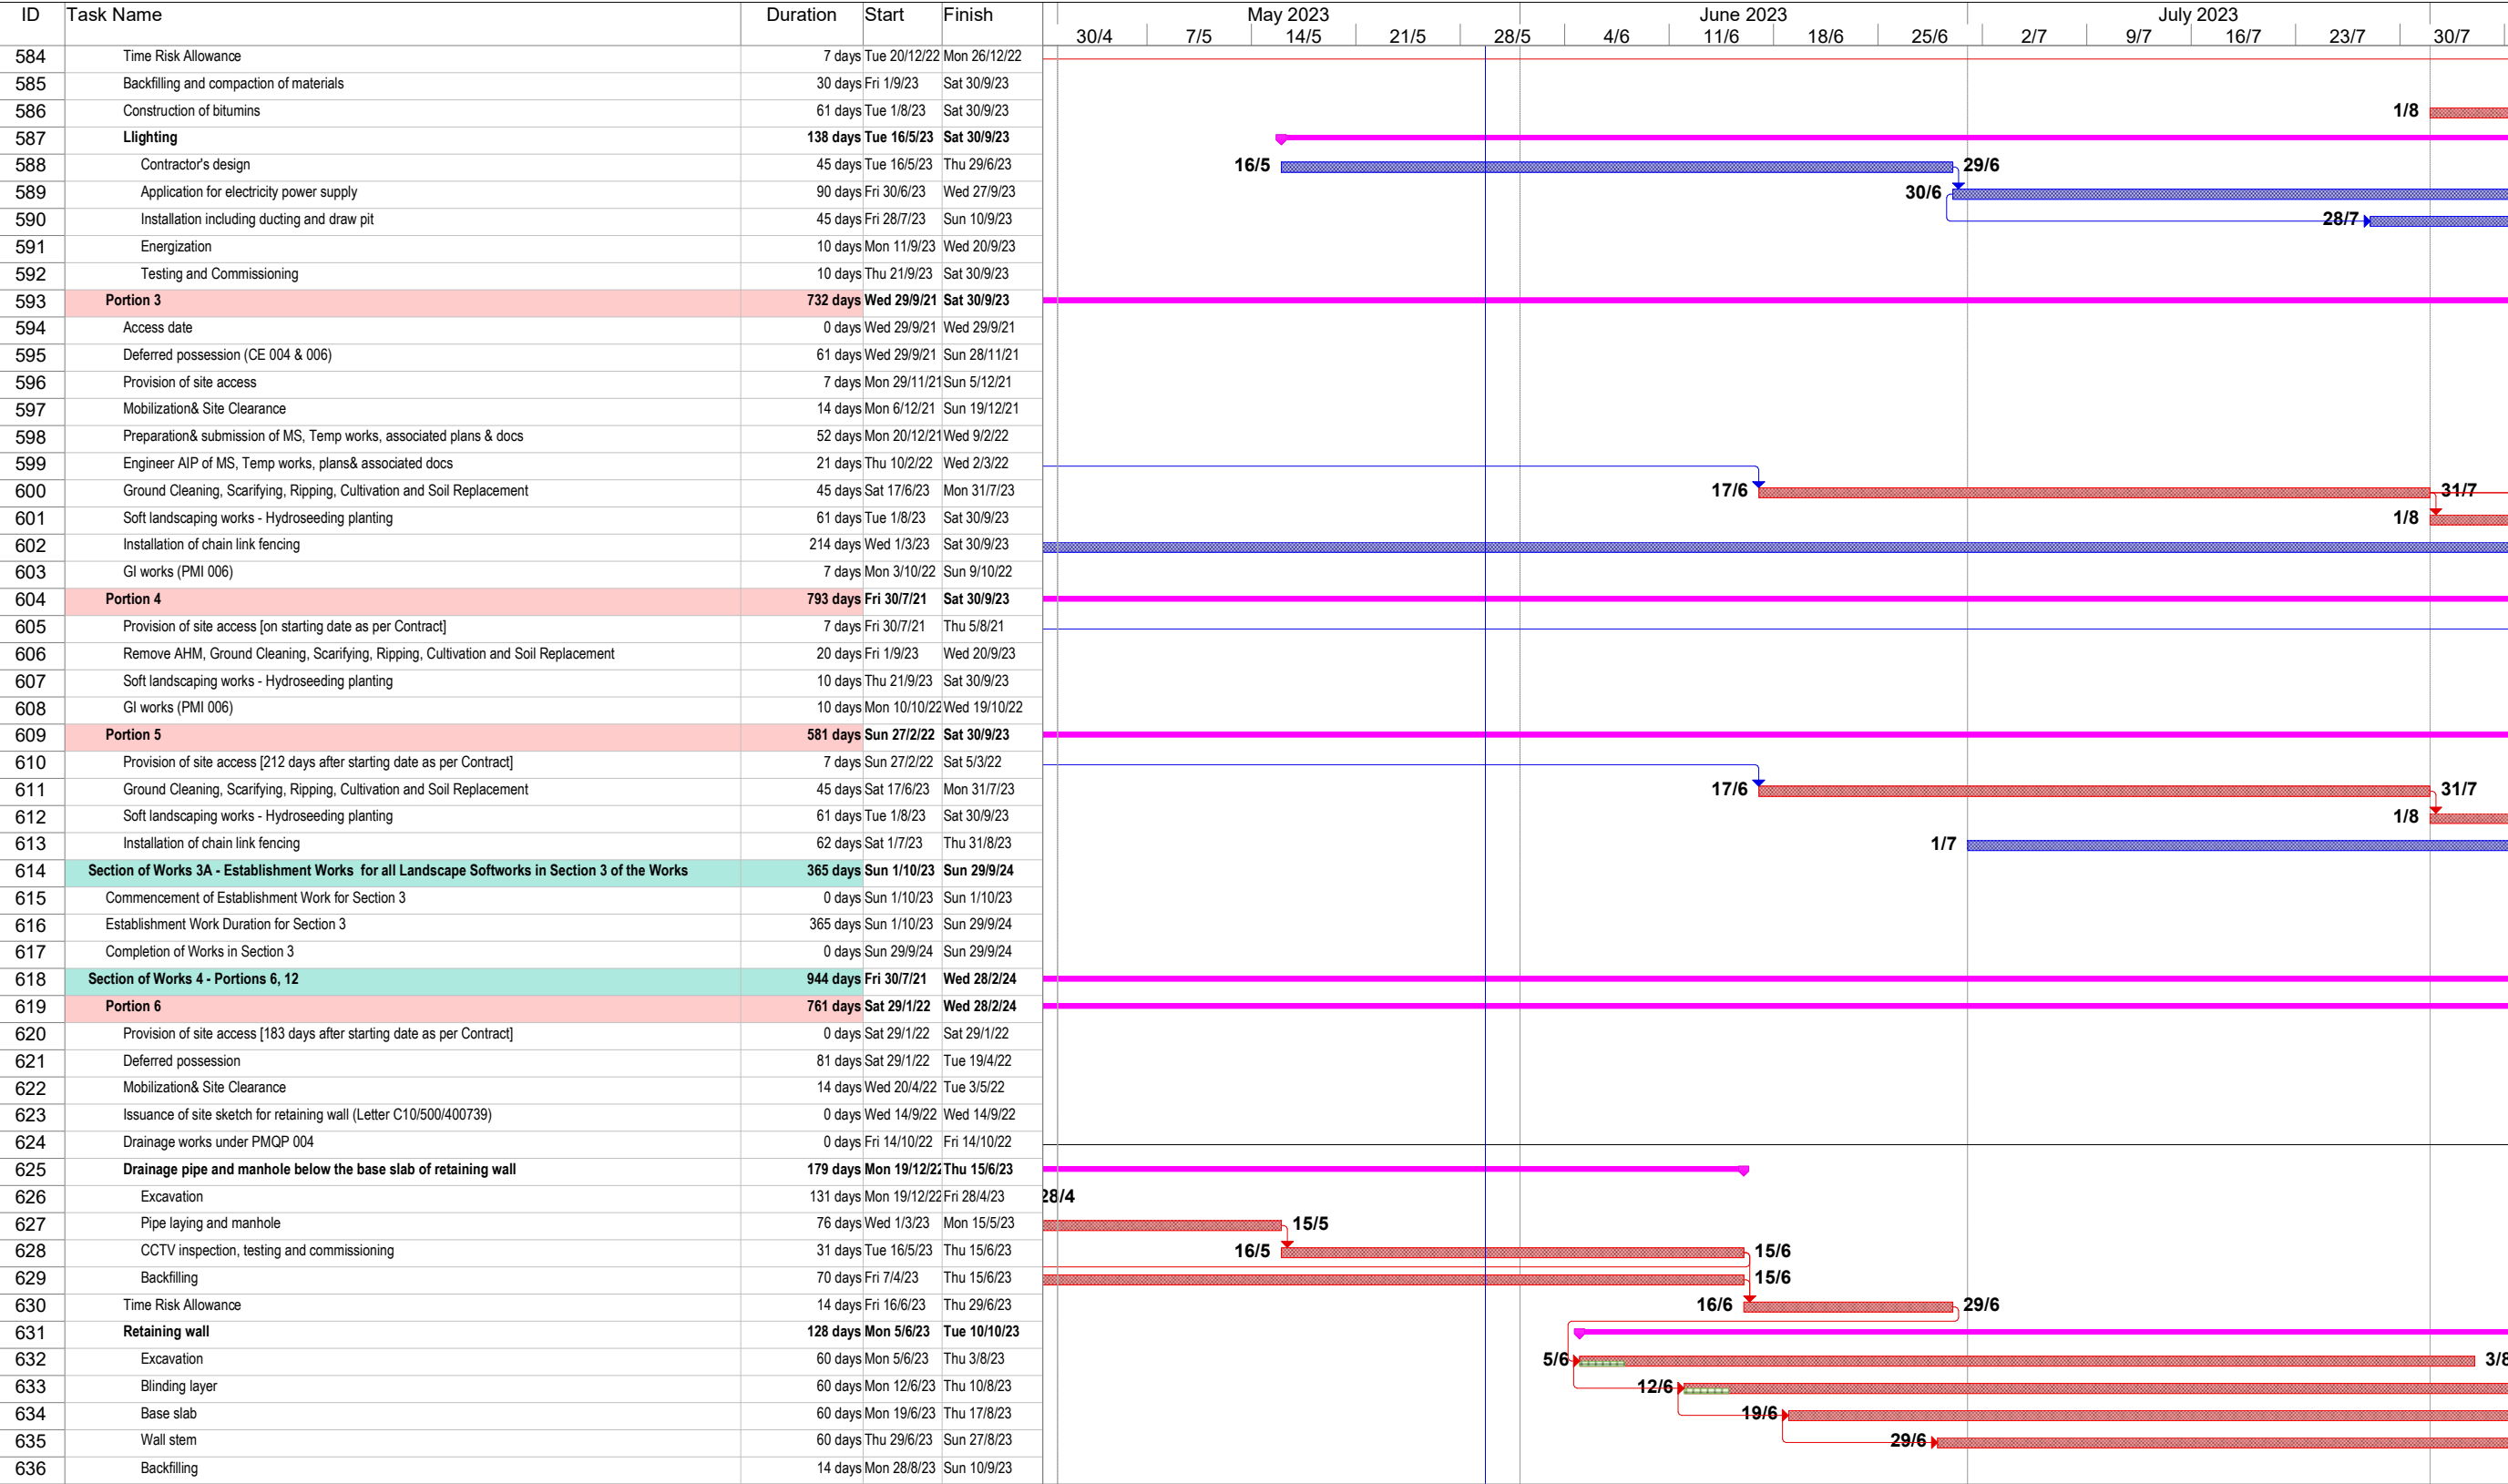 ID Task Name Duration Start Finish May 2023 June 2023 July 2023
30/4 7/5 14/5 21/5 28/5 4/6 11/6 18/6 25/6 2/7 9/7 16/7 23/7 30/7
584 Time Risk Allowance 7 days Tue 20/12/22 Mon 26/12/22
585 Backfilling and compaction of materials 30 days Fri 1/9/23 Sat 30/9/23
586 Construction of bitumins 61 days Tue 1/8/23 Sat 30/9/23 1/8
587 Llighting 138 days Tue 16/5/23 Sat 30/9/23
588 Contractor's design 45 days Tue 16/5/23 Thu 29/6/23 16/5 29/6
589 Application for electricity power supply 90 days Fri 30/6/23 Wed 27/9/23 30/6
590 Installation including ducting and draw pit 45 days Fri 28/7/23 Sun 10/9/23 28/7
591 Energization 10 days Mon 11/9/23 Wed 20/9/23
592 Testing and Commissioning 10 days Thu 21/9/23 Sat 30/9/23
593 Portion 3 732 days Wed 29/9/21 Sat 30/9/23
594 Access date 0 days Wed 29/9/21 Wed 29/9/21
595 Deferred possession (CE 004 & 006) 61 days Wed 29/9/21 Sun 28/11/21
596 Provision of site access 7 days Mon 29/11/21 Sun 5/12/21
597 Mobilization& Site Clearance 14 days Mon 6/12/21 Sun 19/12/21
598 Preparation& submission of MS, Temp works, associated plans & docs 52 days Mon 20/12/21 Wed 9/2/22
599 Engineer AIP of MS, Temp works, plans& associated docs 21 days Thu 10/2/22 Wed 2/3/22
600 Ground Cleaning, Scarifying, Ripping, Cultivation and Soil Replacement 45 days Sat 17/6/23 Mon 31/7/23 17/6 31/7
601 Soft landscaping works - Hydroseeding planting 61 days Tue 1/8/23 Sat 30/9/23 1/8
602 Installation of chain link fencing 214 days Wed 1/3/23 Sat 30/9/23
603 GI works (PMI 006) 7 days Mon 3/10/22 Sun 9/10/22
604 Portion 4 793 days Fri 30/7/21 Sat 30/9/23
605 Provision of site access [on starting date as per Contract] 7 days Fri 30/7/21 Thu 5/8/21
606 Remove AHM, Ground Cleaning, Scarifying, Ripping, Cultivation and Soil Replacement 20 days Fri 1/9/23 Wed 20/9/23
607 Soft landscaping works - Hydroseeding planting 10 days Thu 21/9/23 Sat 30/9/23
608 GI works (PMI 006) 10 days Mon 10/10/22 Wed 19/10/22
609 Portion 5 581 days Sun 27/2/22 Sat 30/9/23
610 Provision of site access [212 days after starting date as per Contract] 7 days Sun 27/2/22 Sat 5/3/22
611 Ground Cleaning, Scarifying, Ripping, Cultivation and Soil Replacement 45 days Sat 17/6/23 Mon 31/7/23 17/6 31/7
612 Soft landscaping works - Hydroseeding planting 61 days Tue 1/8/23 Sat 30/9/23 1/8
613 Installation of chain link fencing 62 days Sat 1/7/23 Thu 31/8/23 1/7
614 Section of Works 3A - Establishment Works for all Landscape Softworks in Section 3 of the Works 365 days Sun 1/10/23 Sun 29/9/24
615 Commencement of Establishment Work for Section 3 0 days Sun 1/10/23 Sun 1/10/23
616 Establishment Work Duration for Section 3 365 days Sun 1/10/23 Sun 29/9/24
617 Completion of Works in Section 3 0 days Sun 29/9/24 Sun 29/9/24
618 Section of Works 4 - Portions 6, 12 944 days Fri 30/7/21 Wed 28/2/24
619 Portion 6 761 days Sat 29/1/22 Wed 28/2/24
620 Provision of site access [183 days after starting date as per Contract] 0 days Sat 29/1/22 Sat 29/1/22
621 Deferred possession 81 days Sat 29/1/22 Tue 19/4/22
622 Mobilization& Site Clearance 14 days Wed 20/4/22 Tue 3/5/22
623 Issuance of site sketch for retaining wall (Letter C10/500/400739) 0 days Wed 14/9/22 Wed 14/9/22
624 Drainage works under PMQP 004 0 days Fri 14/10/22 Fri 14/10/22
625 Drainage pipe and manhole below the base slab of retaining wall 179 days Mon 19/12/22 Thu 15/6/23
626 Excavation 131 days Mon 19/12/22 Fri 28/4/23 28/4
627 Pipe laying and manhole 76 days Wed 1/3/23 Mon 15/5/23 15/5
628 CCTV inspection, testing and commissioning 31 days Tue 16/5/23 Thu 15/6/23 16/5 15/6
629 Backfilling 70 days Fri 7/4/23 Thu 15/6/23 15/6
630 Time Risk Allowance 14 days Fri 16/6/23 Thu 29/6/23 16/6 29/6
631 Retaining wall 128 days Mon 5/6/23 Tue 10/10/23
632 Excavation 60 days Mon 5/6/23 Thu 3/8/23 5/6 3/8
633 Blinding layer 60 days Mon 12/6/23 Thu 10/8/23 12/6
634 Base slab 60 days Mon 19/6/23 Thu 17/8/23 19/6
635 Wall stem 60 days Thu 29/6/23 Sun 27/8/23 29/6
636 Backfilling 14 days Mon 28/8/23 Sun 10/9/23